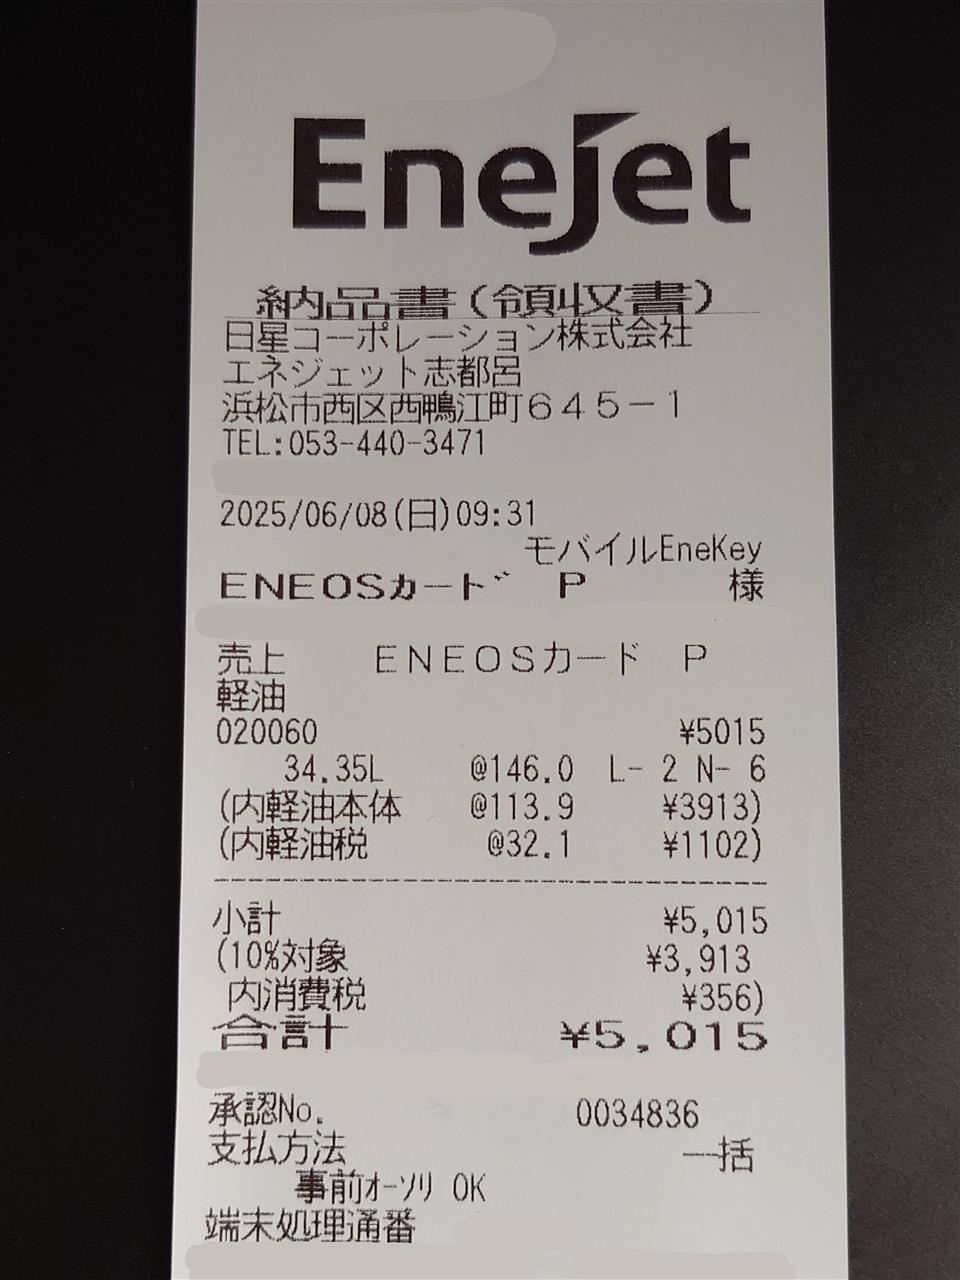 EneJet
納品書(領収書)
日星コーポレーション株式会社
エネジェット志都呂
浜松市西区西鴨江町645-1
TEL:053-440-3471
2025/06/08(日)09:31
モバイルEneKey
ENEOSカード P 様
売上 ENEOSカード P
軽油
020060 ¥5015
34.35L @146.0 L- 2 N- 6
(内軽油本体 @113.9 ¥3913)
(内軽油税 @32.1 ¥1102)
小計 ¥5,015
(10%対象 ¥3,913
内消費税 ¥356)
合計 ¥5,015
承認No. 0034836
支払方法 一括
事前オーソリ OK
端末処理通番